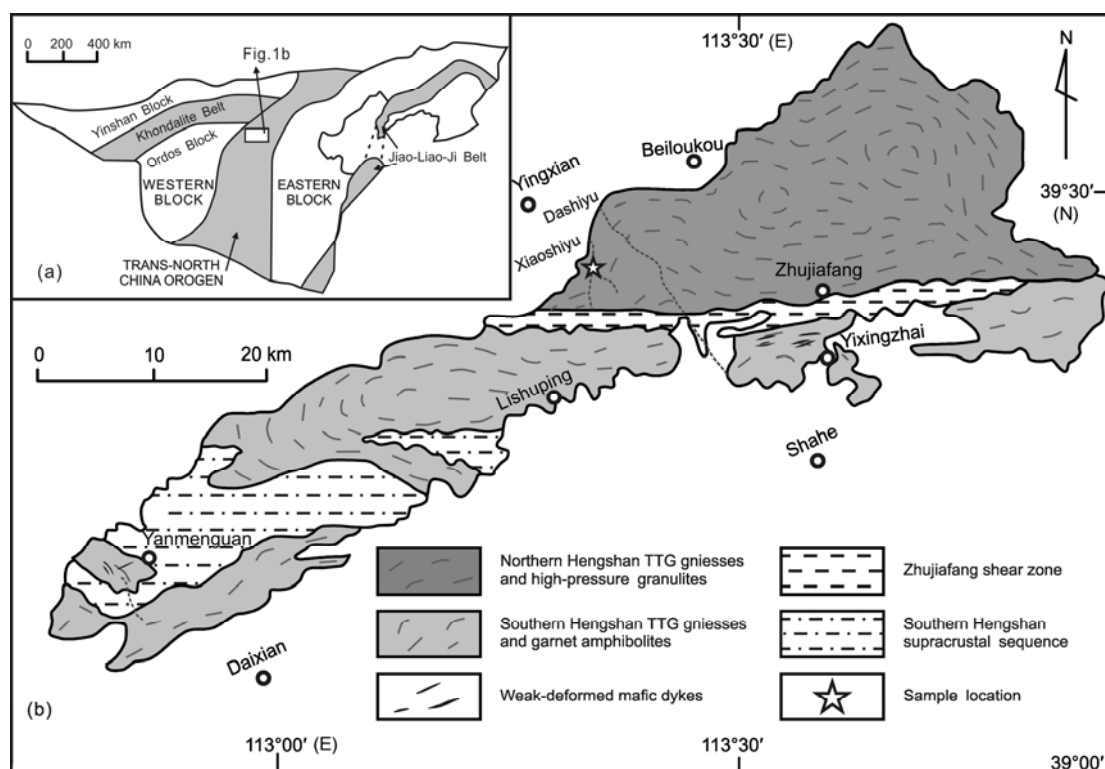 (a)
0 200 400 km
Fig.1b
Yinshan Block
Khondalite Belt
Ordos Block
WESTERN
BLOCK
EASTERN
BLOCK
Jiao-Liao-Ji Belt
TRANS-NORTH
CHINA OROGEN
113°30′ (E)
N
Beiloukou
Yingxian
Dashiyu
Xiaoshiyu
39°30′
(N)
Zhujiafang
Yixingzhai
0 10 20 km
Lishuping
Shahe
Yanmenguan
Daixian
Northern Hengshan TTG gniesses
and high-pressure granulites
Southern Hengshan TTG gniesses
and garnet amphibolites
Weak-deformed mafic dykes
Zhujiafang shear zone
Southern Hengshan
supracrustal sequence
Sample location
(b)
113°00′ (E)
113°30′ (E)
39°00′